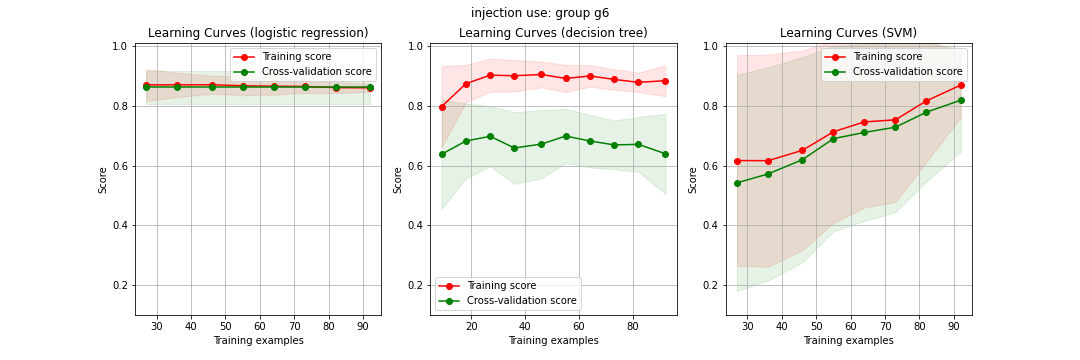 injection use: group g6
Learning Curves (logistic regression)
1.0
0.8
0.6
0.4
0.2
Score
Training score
Cross-validation score
30 40 50 60 70 80 90
Training examples
Learning Curves (decision tree)
1.0
0.8
0.6
0.4
0.2
Score
Training score
Cross-validation score
20 40 60 80
Training examples
Learning Curves (SVM)
1.0
0.8
0.6
0.4
0.2
Score
Training score
Cross-validation score
30 40 50 60 70 80 90
Training examples